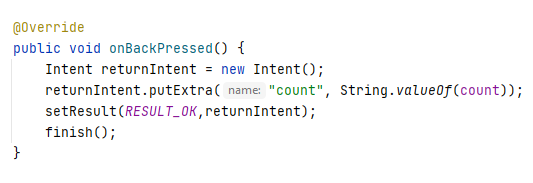 @Override
public void onBackPressed() {
    Intent returnIntent = new Intent();
    returnIntent.putExtra( name: "count", String.valueOf(count));
    setResult(RESULT_OK,returnIntent);
    finish();
}